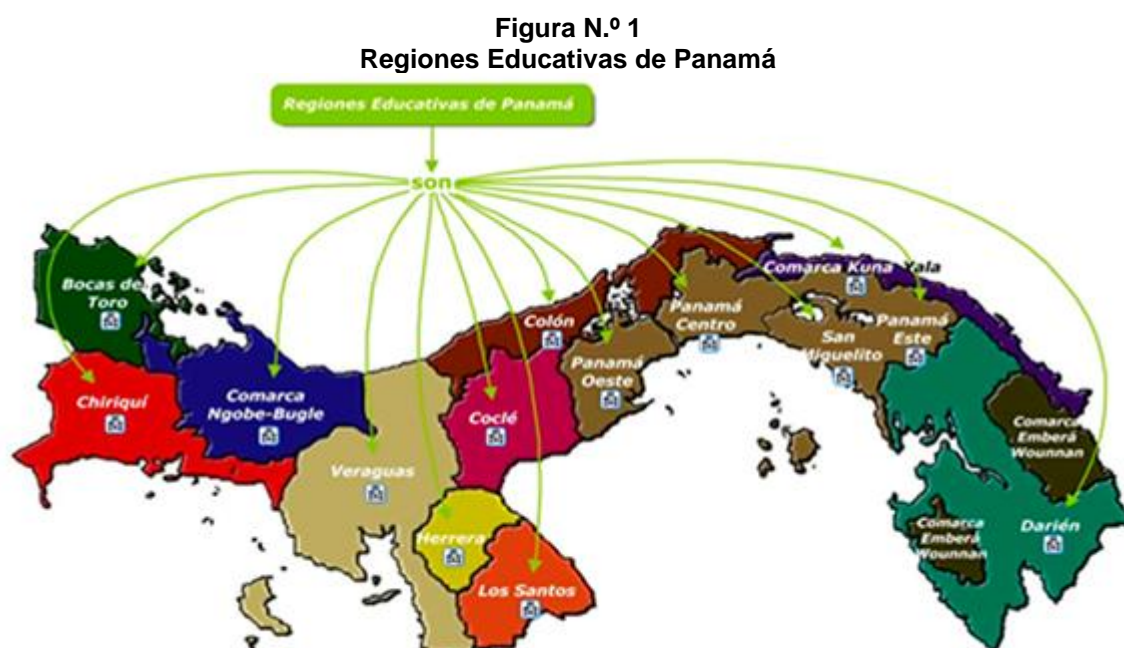 Figura N.º 1
Regiones Educativas de Panamá
Regiones Educativas de Panamá
son
Bocas de
Toro
Chiriquí
Comarca
Ngobe-Bugle
Veraguas
Herrera
Los Santos
Coclé
Colón
Panamá
Oeste
Panamá
Centro
San
Miguelito
Panamá
Este
Comarca Kuna Yala
Comarca
Emberá
Wounnan
Comarca
Emberá
Wounnan
Darién